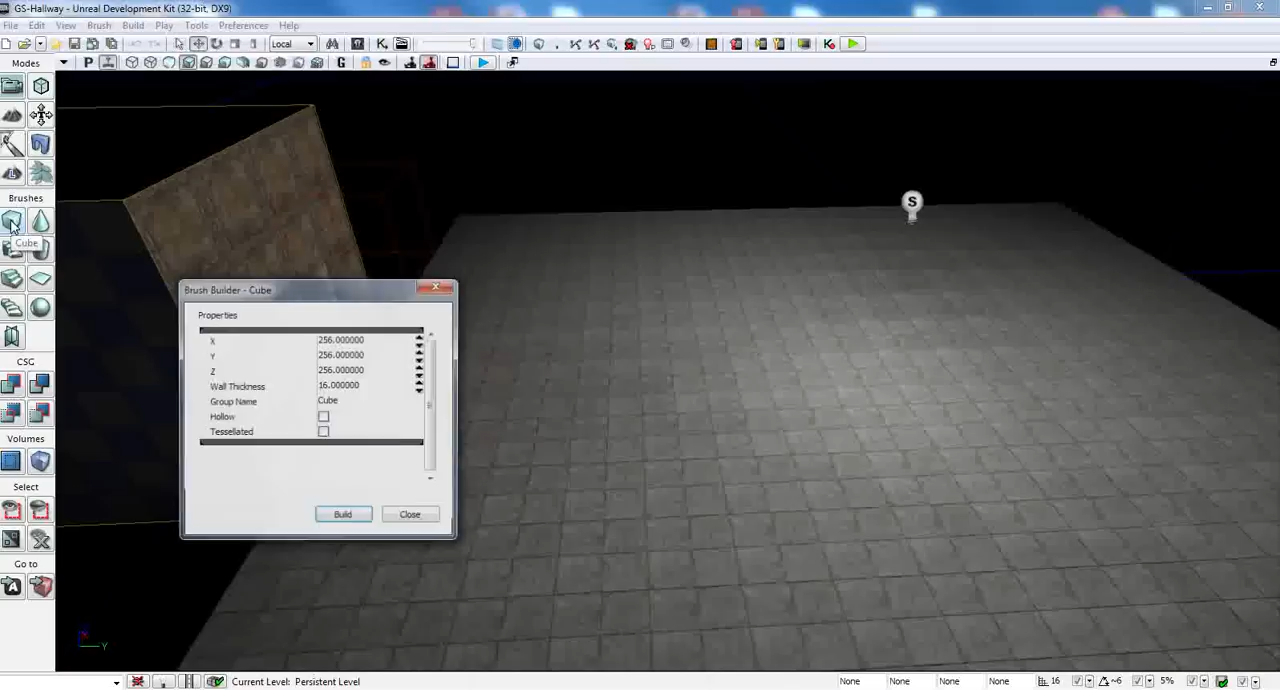 GS-Hallway - Unreal Development Kit (32-bit, DX9)
File Edit View Brush Build Play Tools Preferences Help
Local
Modes
P
G
Brushes
Cube
S
Brush Builder - Cube
Properties
X 256.000000
Y 256.000000
Z 256.000000
Wall Thickness 16.000000
Group Name Cube
Hollow
Tessellated
Build Close
CSG
Volumes
Select
Go to
X
Y
Current Level: Persistent Level
None None None None 16 ~6 5%